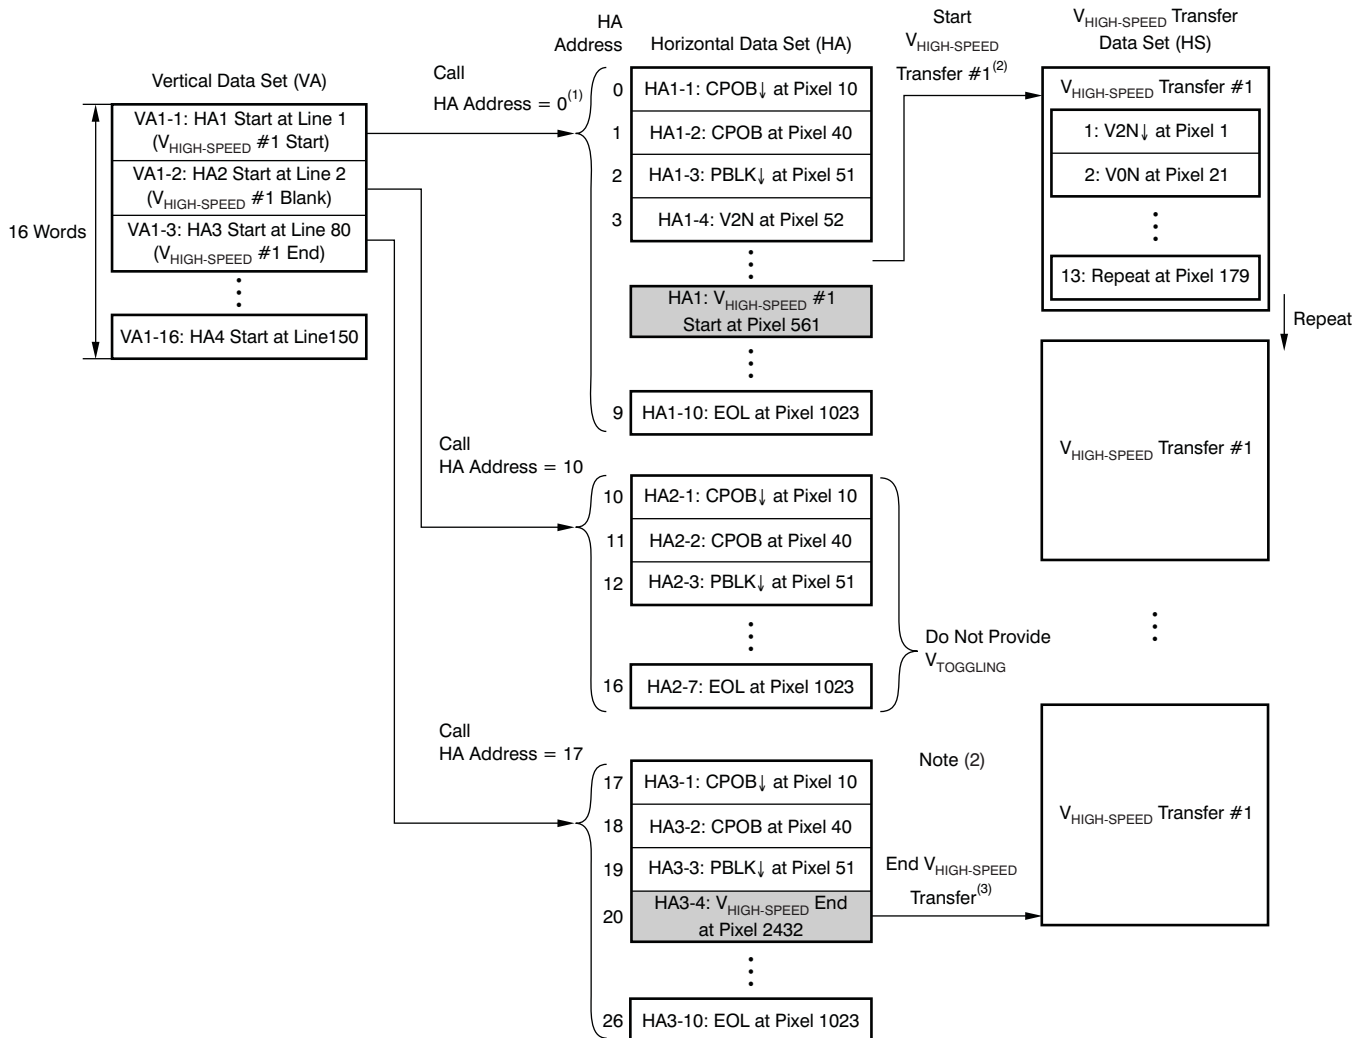 Vertical Data Set (VA)
16 Words
VA1-1: HA1 Start at Line 1
(VHIGH-SPEED #1 Start)
VA1-2: HA2 Start at Line 2
(VHIGH-SPEED #1 Blank)
VA1-3: HA3 Start at Line 80
(VHIGH-SPEED #1 End)
VA1-16: HA4 Start at Line150
Call
HA Address = 0(1)
HA
Address
Horizontal Data Set (HA)
0 HA1-1: CPOB↓ at Pixel 10
1 HA1-2: CPOB at Pixel 40
2 HA1-3: PBLK↓ at Pixel 51
3 HA1-4: V2N at Pixel 52
HA1: VHIGH-SPEED #1
Start at Pixel 561
9 HA1-10: EOL at Pixel 1023
Call
HA Address = 10
10 HA2-1: CPOB↓ at Pixel 10
11 HA2-2: CPOB at Pixel 40
12 HA2-3: PBLK↓ at Pixel 51
16 HA2-7: EOL at Pixel 1023
Do Not Provide
VTOGGLING
Call
HA Address = 17
17 HA3-1: CPOB↓ at Pixel 10
18 HA3-2: CPOB at Pixel 40
19 HA3-3: PBLK↓ at Pixel 51
20 HA3-4: VHIGH-SPEED End
at Pixel 2432
26 HA3-10: EOL at Pixel 1023
Start
VHIGH-SPEED
Transfer #1(2)
VHIGH-SPEED Transfer
Data Set (HS)
VHIGH-SPEED Transfer #1
1: V2N↓ at Pixel 1
2: V0N at Pixel 21
13: Repeat at Pixel 179
Repeat
VHIGH-SPEED Transfer #1
Note (2)
End VHIGH-SPEED
Transfer(3)
VHIGH-SPEED Transfer #1